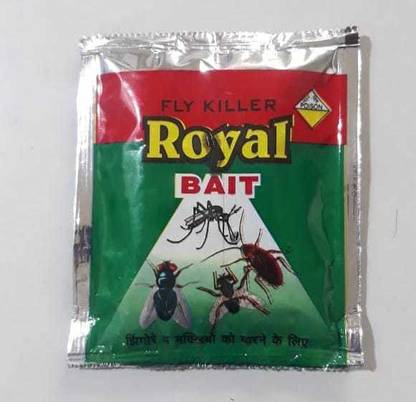 FLY KILLER
POISON
Royal
BAIT
झिंगोरे व मक्खियों को मारने के लिए